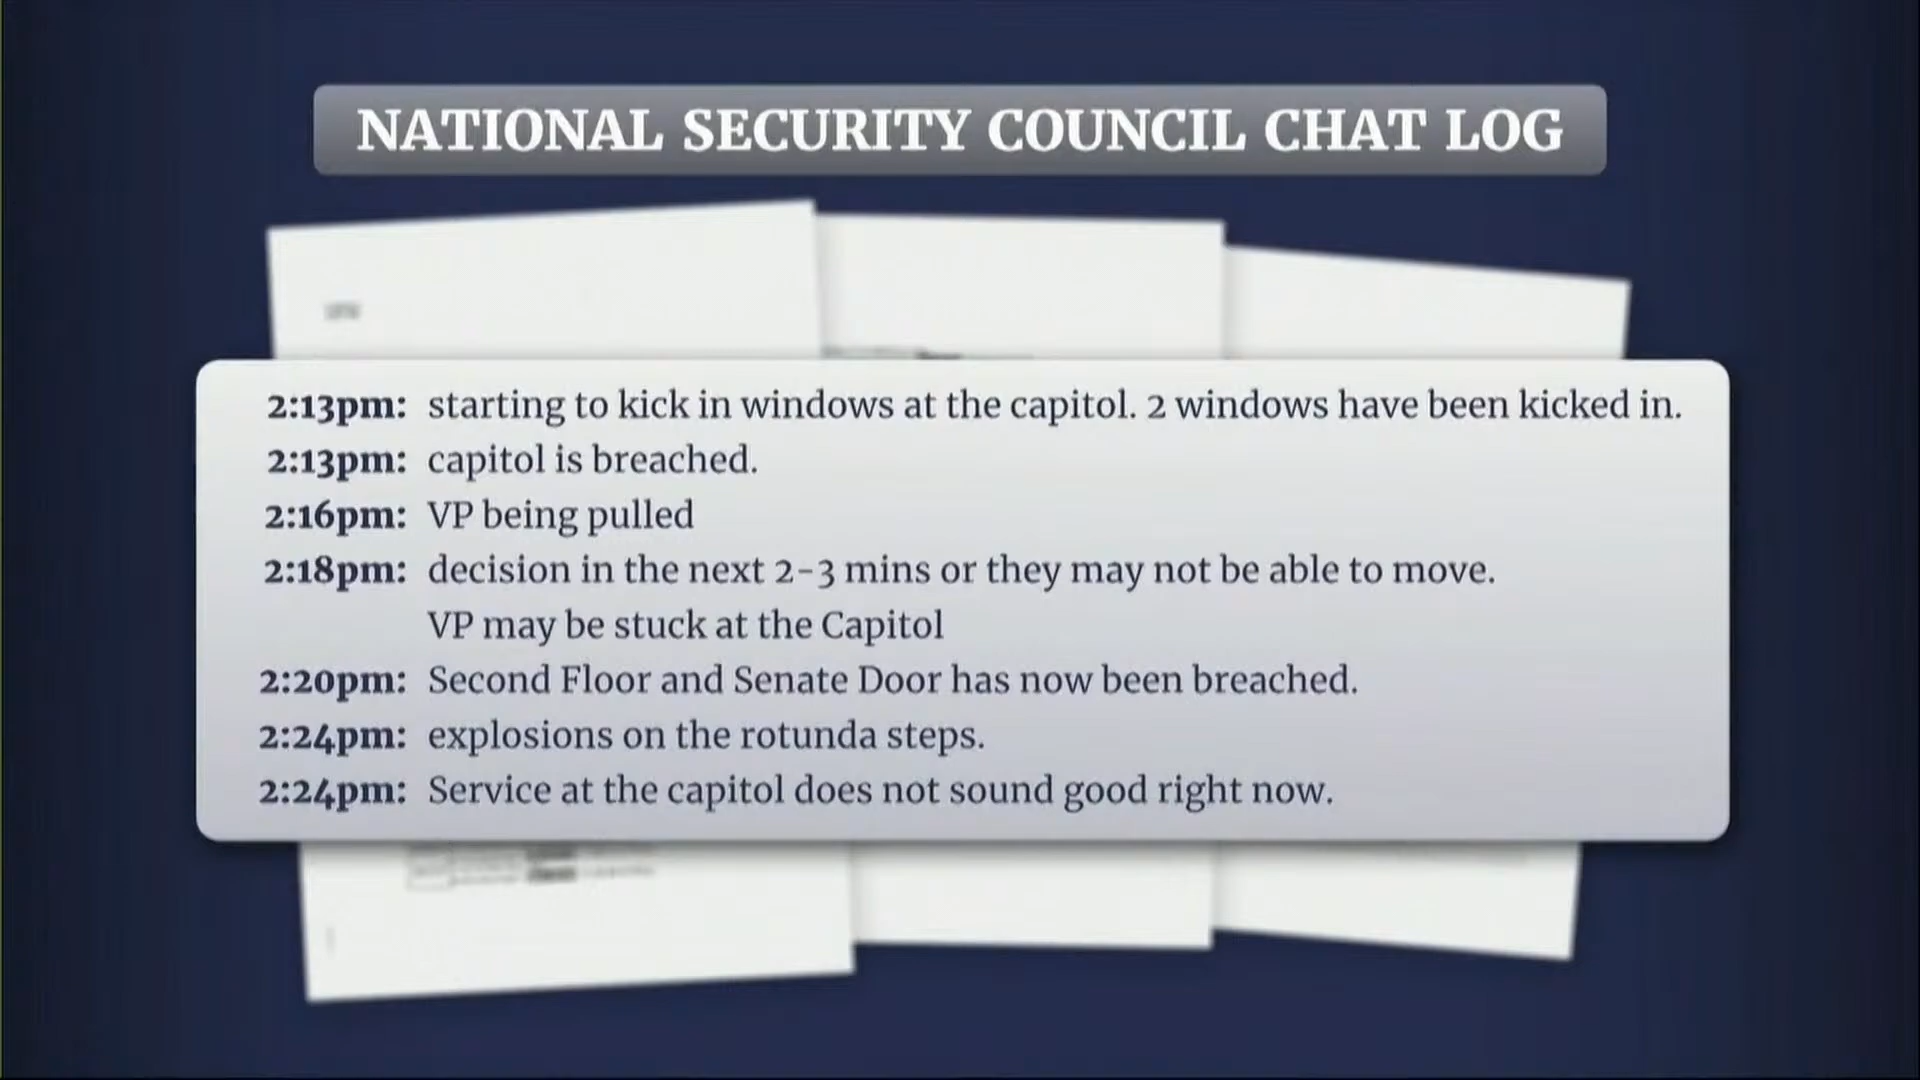 NATIONAL SECURITY COUNCIL CHAT LOG
2:13pm: starting to kick in windows at the capitol. 2 windows have been kicked in.
2:13pm: capitol is breached.
2:16pm: VP being pulled
2:18pm: decision in the next 2-3 mins or they may not be able to move.
VP may be stuck at the Capitol
2:20pm: Second Floor and Senate Door has now been breached.
2:24pm: explosions on the rotunda steps.
2:24pm: Service at the capitol does not sound good right now.